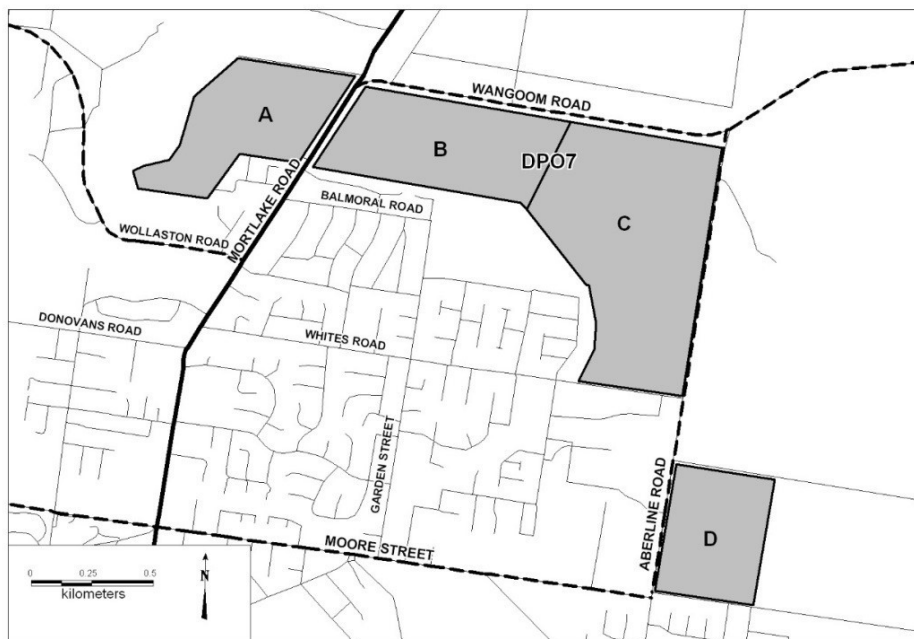 WANGOOM ROAD
A
B
DPO7
C
BALMORAL ROAD
MORTLAKE ROAD
WOLLASTON ROAD
DONOVANS ROAD
WHITES ROAD
GARDEN STREET
ABERLINE ROAD
D
MOORE STREET
0 0.25 0.5
kilometers
N